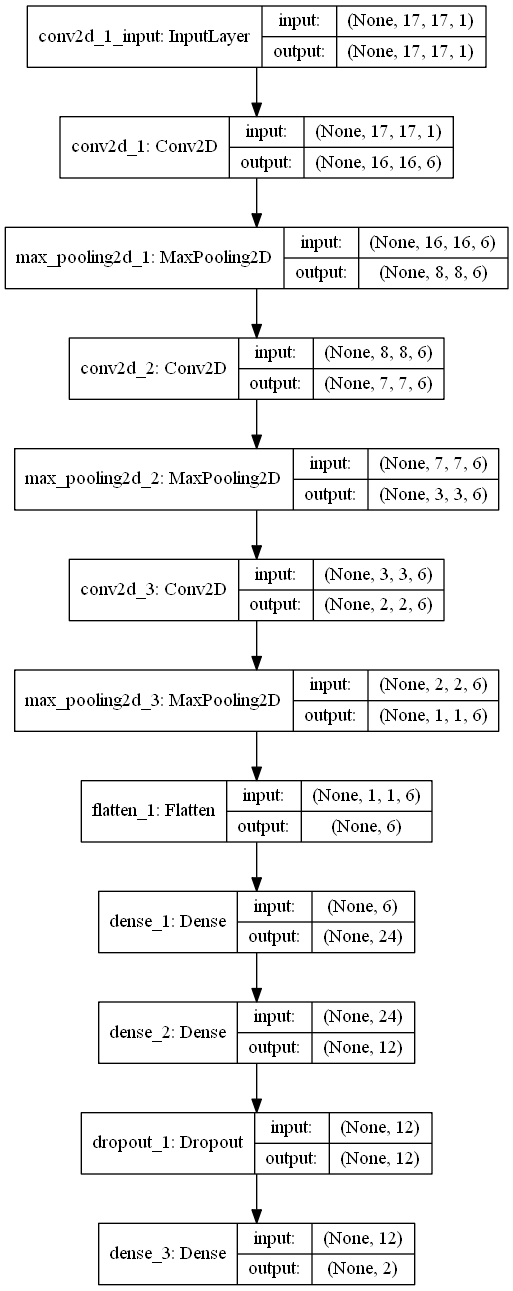 conv2d_1_input: InputLayer
input: (None, 17, 17, 1)
output: (None, 17, 17, 1)
conv2d_1: Conv2D
input: (None, 17, 17, 1)
output: (None, 16, 16, 6)
max_pooling2d_1: MaxPooling2D
input: (None, 16, 16, 6)
output: (None, 8, 8, 6)
conv2d_2: Conv2D
input: (None, 8, 8, 6)
output: (None, 7, 7, 6)
max_pooling2d_2: MaxPooling2D
input: (None, 7, 7, 6)
output: (None, 3, 3, 6)
conv2d_3: Conv2D
input: (None, 3, 3, 6)
output: (None, 2, 2, 6)
max_pooling2d_3: MaxPooling2D
input: (None, 2, 2, 6)
output: (None, 1, 1, 6)
flatten_1: Flatten
input: (None, 1, 1, 6)
output: (None, 6)
dense_1: Dense
input: (None, 6)
output: (None, 24)
dense_2: Dense
input: (None, 24)
output: (None, 12)
dropout_1: Dropout
input: (None, 12)
output: (None, 12)
dense_3: Dense
input: (None, 12)
output: (None, 2)